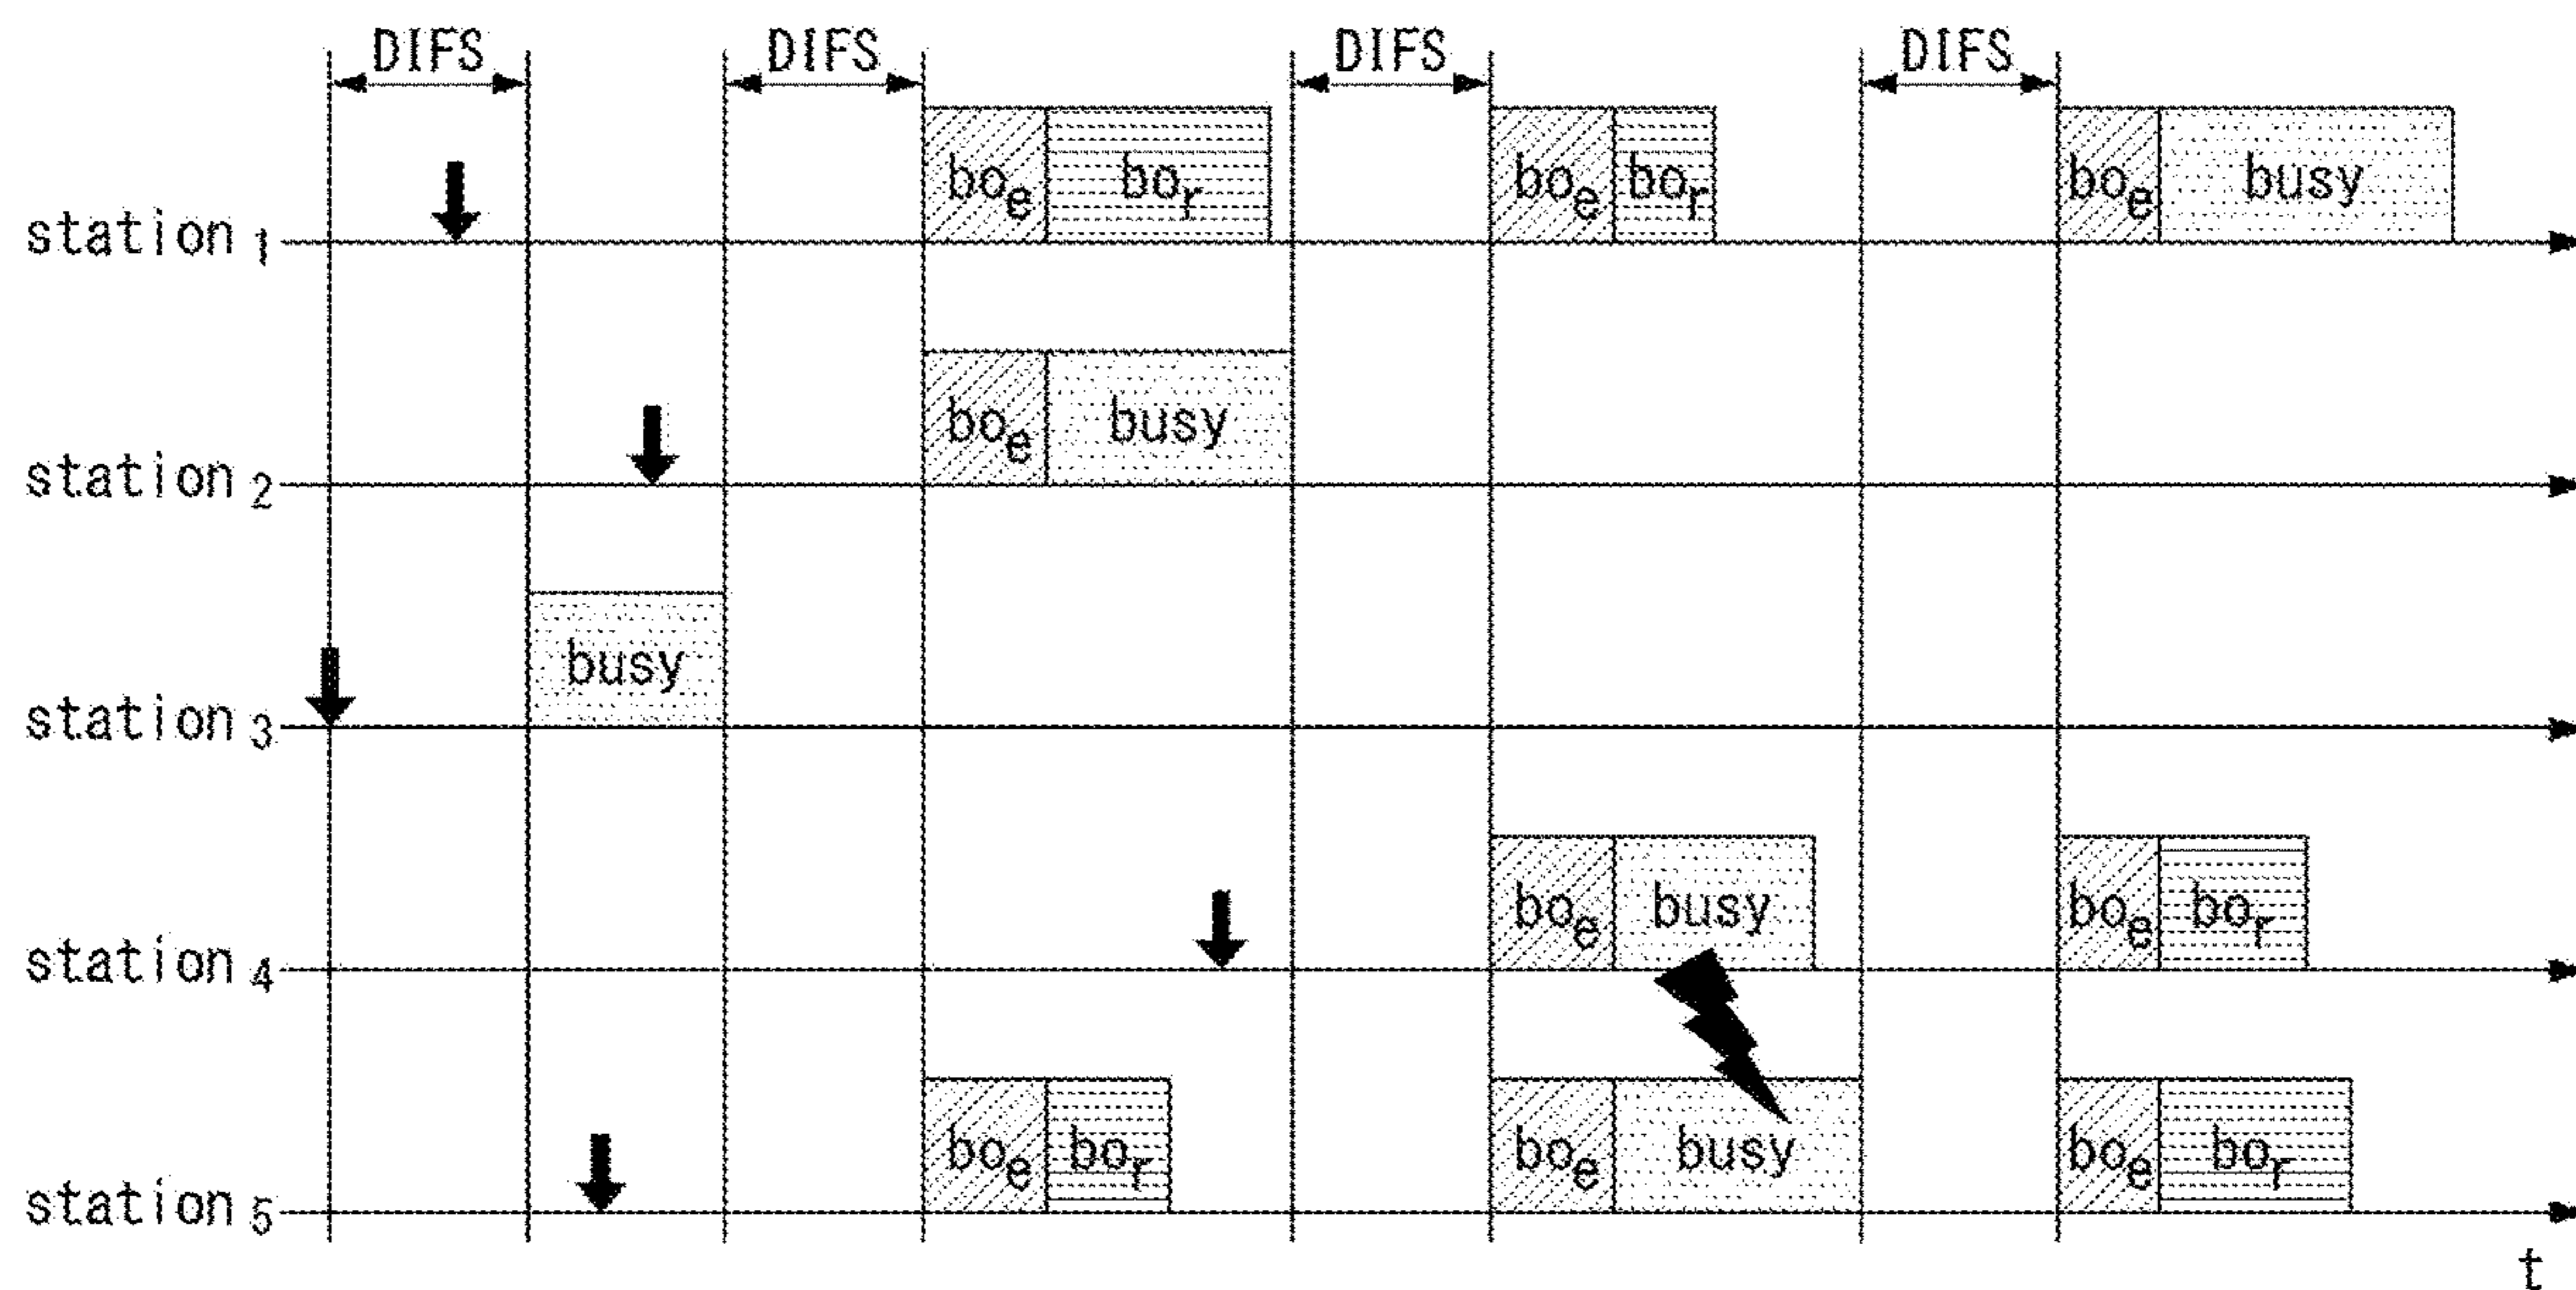 DIFS DIFS DIFS DIFS
station 1 boe bor boe bor boe busy
station 2 boe busy
station 3 busy
station 4 boe busy boe bor
station 5 boe bor boe busy boe bor
t